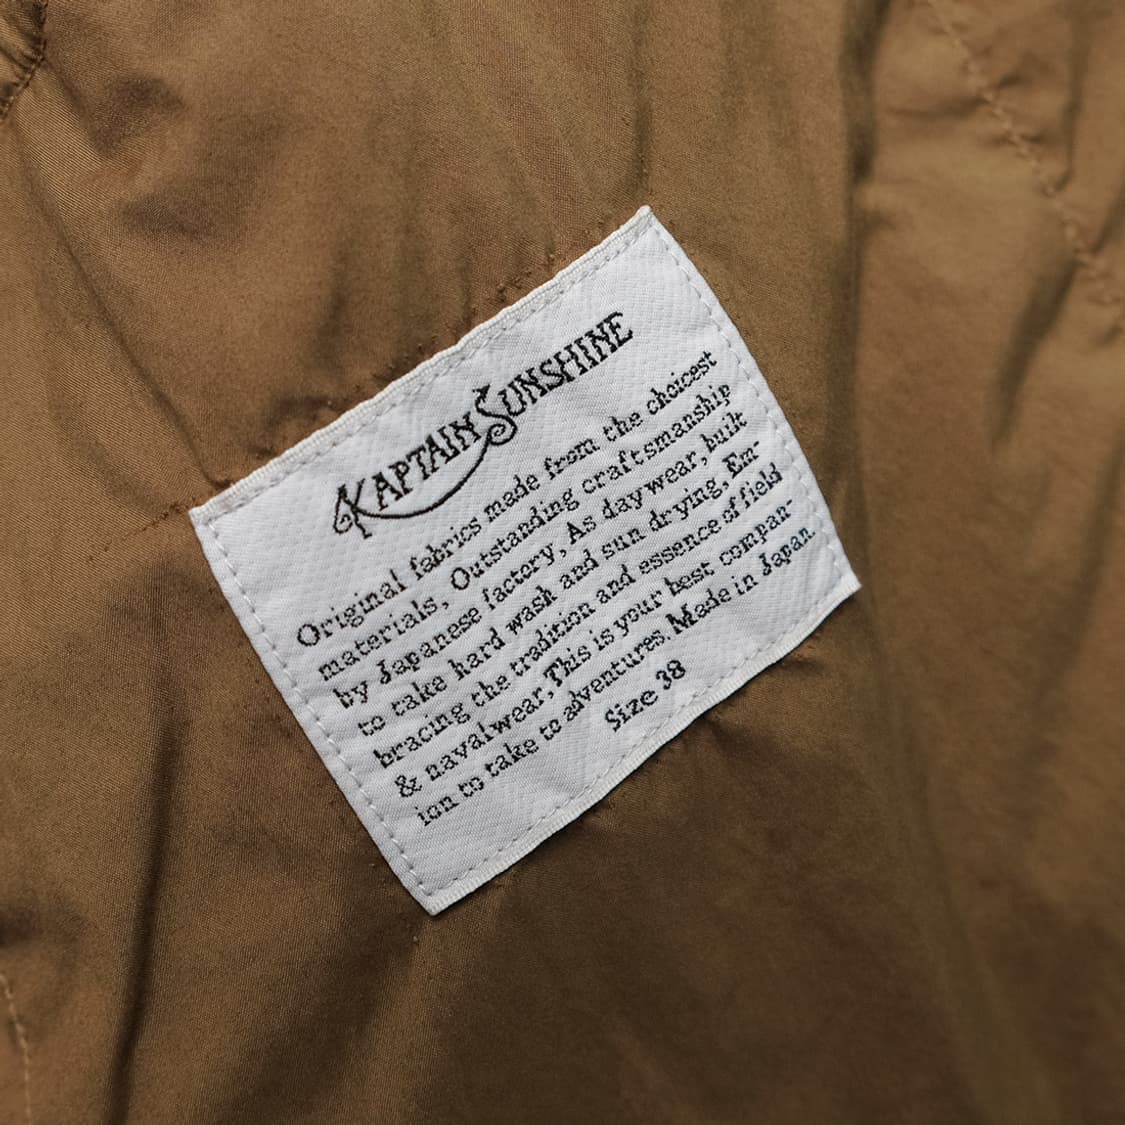 KAPTAIN SUNSHINE
Original fabrics made from the choicest
materials, Outstanding craftsmanship
by Japanese factory, As daywear, built
to take hard wash and sun drying, Em-
bracing the tradition and essence of field
& navalwear, This is your best compan-
ion to take to adventures. Made in Japan.
Size 38